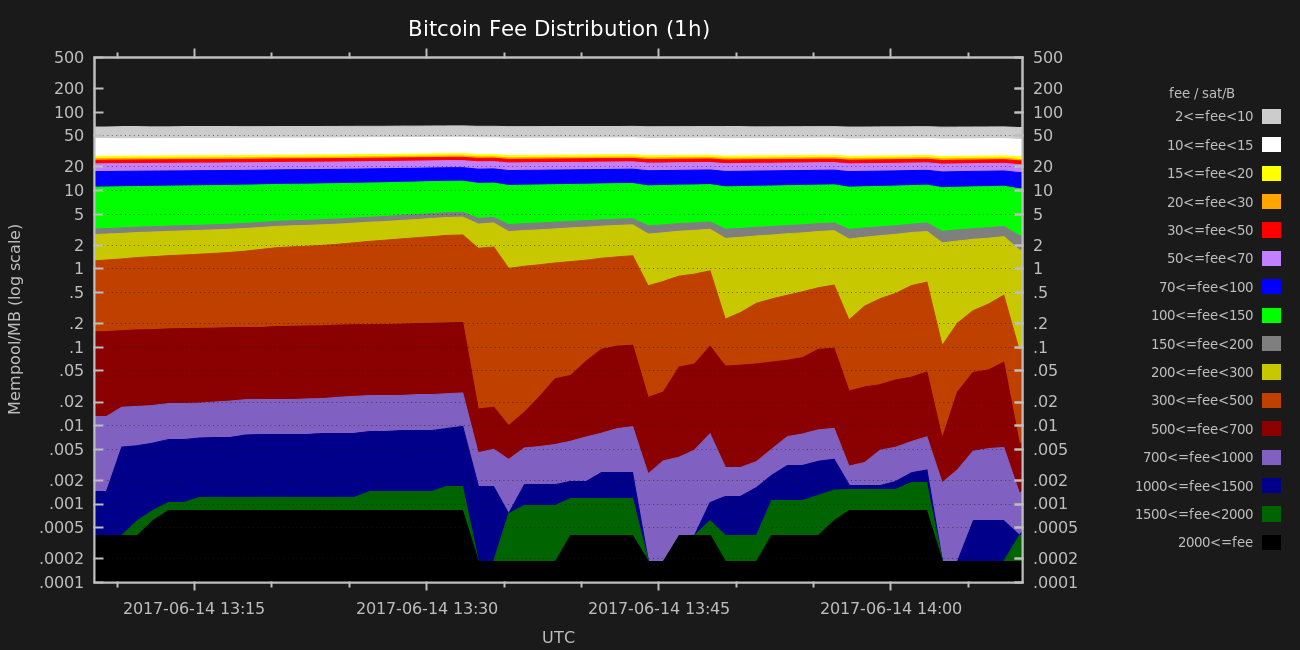 Bitcoin Fee Distribution (1h)
500 500
200 200
100 100
50 50
20 20
10 10
5 5
2 2
1 1
.5 .5
.2 .2
.1 .1
.05 .05
.02 .02
.01 .01
.005 .005
.002 .002
.001 .001
.0005 .0005
.0002 .0002
.0001 .0001
Mempool/MB (log scale)
2017-06-14 13:15 2017-06-14 13:30 2017-06-14 13:45 2017-06-14 14:00
UTC
fee / sat/B
2<=fee<10
10<=fee<15
15<=fee<20
20<=fee<30
30<=fee<50
50<=fee<70
70<=fee<100
100<=fee<150
150<=fee<200
200<=fee<300
300<=fee<500
500<=fee<700
700<=fee<1000
1000<=fee<1500
1500<=fee<2000
2000<=fee